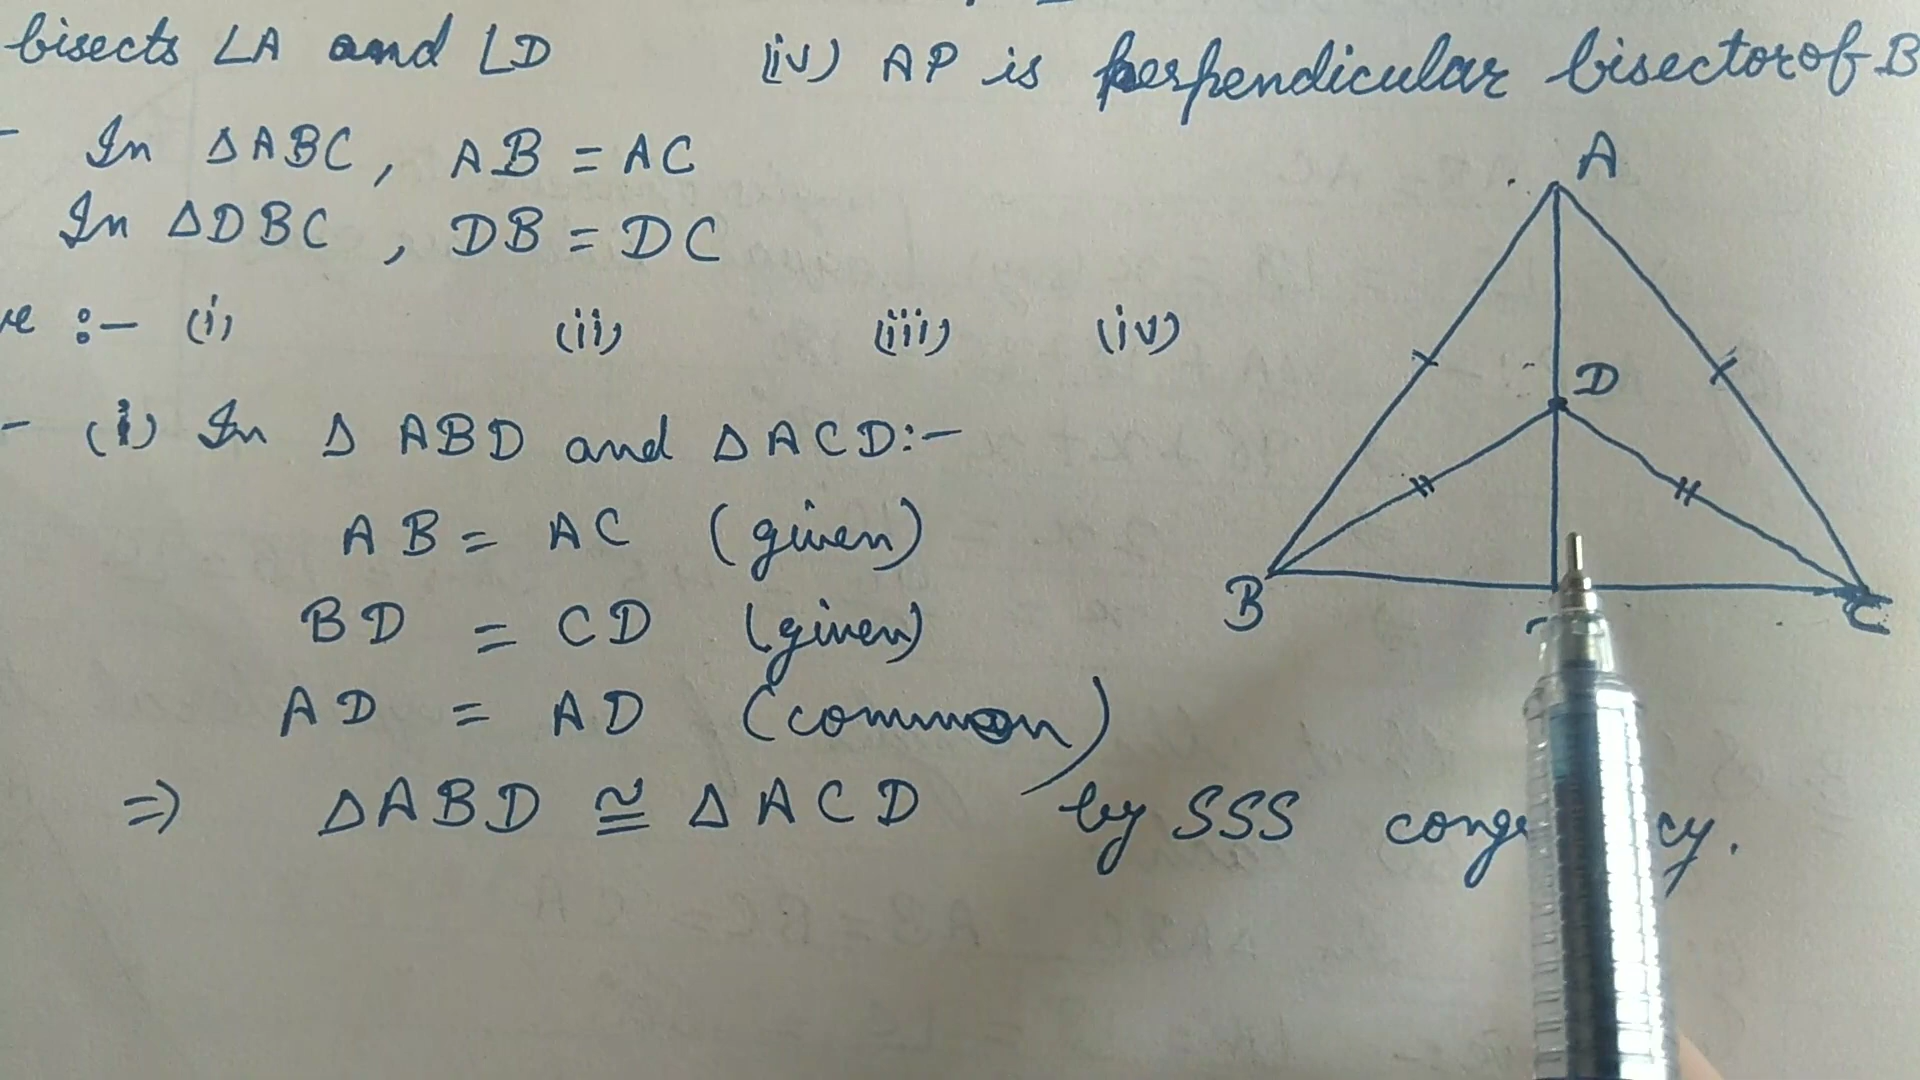 bisects ∠A and ∠D (iv) AP is perpendicular bisector of B
In ΔABC, AB = AC
In ΔDBC, DB = DC
:- (i) (ii) (iii) (iv)
(i) In Δ ABD and ΔACD:-
AB = AC (given)
BD = CD (given)
AD = AD (common)
⇒ ΔABD ≅ ΔACD by SSS
A
D
B
C